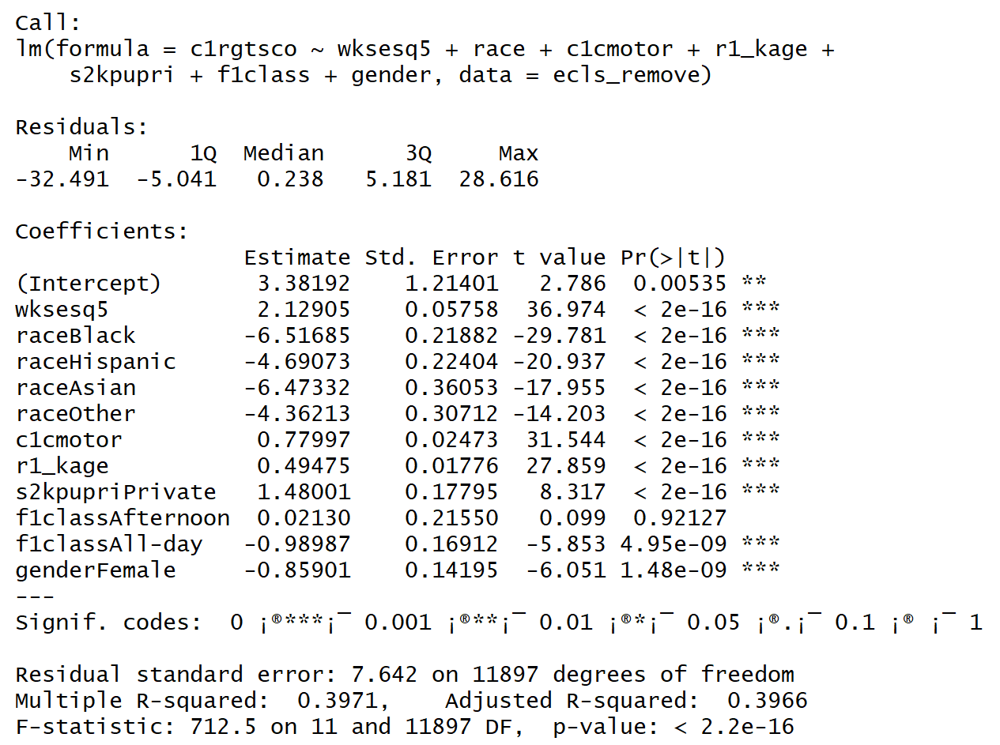 Call:
lm(formula = c1rgtsco ~ wksesq5 + race + c1cmotor + r1_kage +
    s2kpupri + f1class + gender, data = ecls_remove)

Residuals:
    Min      1Q  Median      3Q     Max
-32.491  -5.041   0.238   5.181  28.616

Coefficients:
                 Estimate Std. Error t value Pr(>|t|)
(Intercept)       3.38192    1.21401   2.786  0.00535 **
wksesq5           2.12905    0.05758  36.974  < 2e-16 ***
raceBlack        -6.51685    0.21882 -29.781  < 2e-16 ***
raceHispanic     -4.69073    0.22404 -20.937  < 2e-16 ***
raceAsian        -6.47332    0.36053 -17.955  < 2e-16 ***
raceOther        -4.36213    0.30712 -14.203  < 2e-16 ***
c1cmotor          0.77997    0.02473  31.544  < 2e-16 ***
r1_kage           0.49475    0.01776  27.859  < 2e-16 ***
s2kpupriPrivate   1.48001    0.17795   8.317  < 2e-16 ***
f1classAfternoon  0.02130    0.21550   0.099  0.92127
f1classAll-day   -0.98987    0.16912  -5.853 4.95e-09 ***
genderFemale     -0.85901    0.14195  -6.051 1.48e-09 ***
---
Signif. codes:  0 ¡®***¡¯ 0.001 ¡®**¡¯ 0.01 ¡®*¡¯ 0.05 ¡®.¡¯ 0.1 ¡® ¡¯ 1

Residual standard error: 7.642 on 11897 degrees of freedom
Multiple R-squared:  0.3971,    Adjusted R-squared:  0.3966
F-statistic: 712.5 on 11 and 11897 DF,  p-value: < 2.2e-16